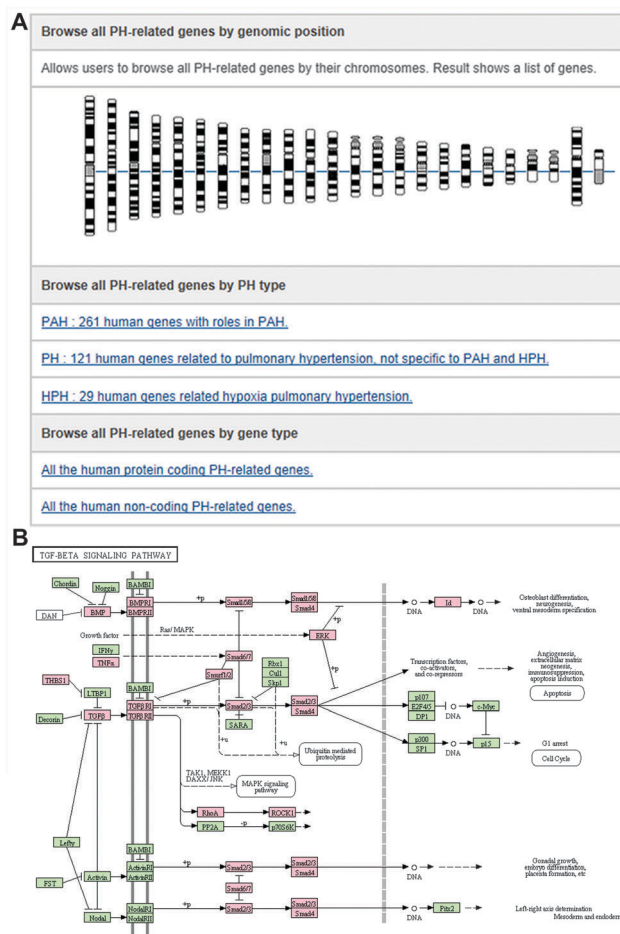 A
Browse all PH-related genes by genomic position
Allows users to browse all PH-related genes by their chromosomes. Result shows a list of genes.
Browse all PH-related genes by PH type
PAH : 261 human genes with roles in PAH.
PH : 121 human genes related to pulmonary hypertension, not specific to PAH and HPH.
HPH : 29 human genes related hypoxia pulmonary hypertension.
Browse all PH-related genes by gene type
All the human protein coding PH-related genes.
All the human non-coding PH-related genes.
B
TGF-BETA SIGNALING PATHWAY
Chordin
Noggin
BAMBI
DAN
BMP
BMPRI
BMPRII
+p
Smad1/5/8
Smad1/5/8
Smad4
DNA
Id
DNA
Osteoblast differentiation,
neurogenesis,
ventral mesoderm specification
Growth factor
Ras/ MAPK
ERK
+p
+p
IFNγ
TNFα
Smad6/7
Smurf1/2
Rbx1
Cul1
Skp1
Transcription factors,
co-activators,
and co-repressors
Angiogenesis,
extracellular matrix
neogenesis,
immunosuppression,
apoptosis induction
Apoptosis
THBS1
LTBP1
BAMBI
Decorin
TGFβ
TGFβRI
TGFβRII
+p
Smad2/3
SARA
Smad2/3
Smad4
p107
E2F4/5
DP1
DNA
c-Myc
p300
SP1
DNA
p15
G1 arrest
Cell Cycle
+u
+u
Ubiquitin mediated
proteolysis
TAK1, MEKK1
DAXX/ JNK
MAPK signaling
pathway
RhoA
ROCK1
PP2A
-p
p70S6K
Lefty
FST
Activin
BAMBI
ActivinRI
ActivinRII
+p
Smad2/3
Smad2/3
Smad4
DNA
Gonadal growth,
embryo differentiation,
placenta formation, etc
Smad6/7
Nodal
NodalRI
NodalRII
+p
Smad2/3
Smad2/3
Smad4
DNA
Pitx2
Left-right axis determination
Mesoderm and endoderm